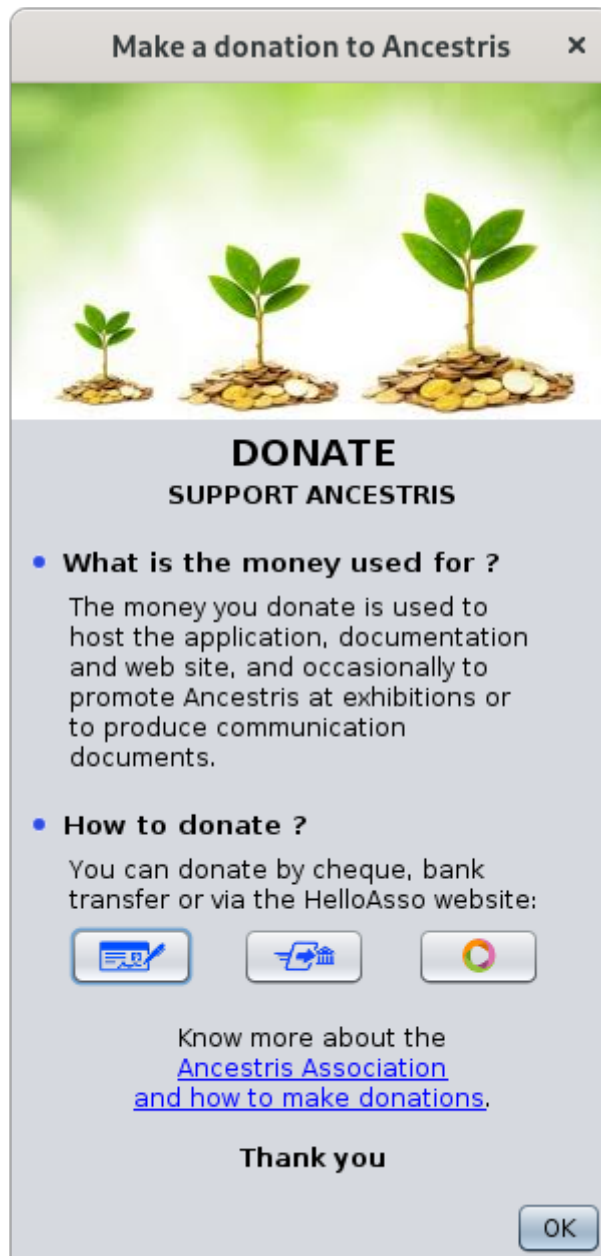 Make a donation to Ancestris
DONATE
SUPPORT ANCESTRIS
What is the money used for ?
The money you donate is used to
host the application, documentation
and web site, and occasionally to
promote Ancestris at exhibitions or
to produce communication
documents.
How to donate ?
You can donate by cheque, bank
transfer or via the HelloAsso website:
Know more about the
Ancestris Association
and how to make donations.
Thank you
OK